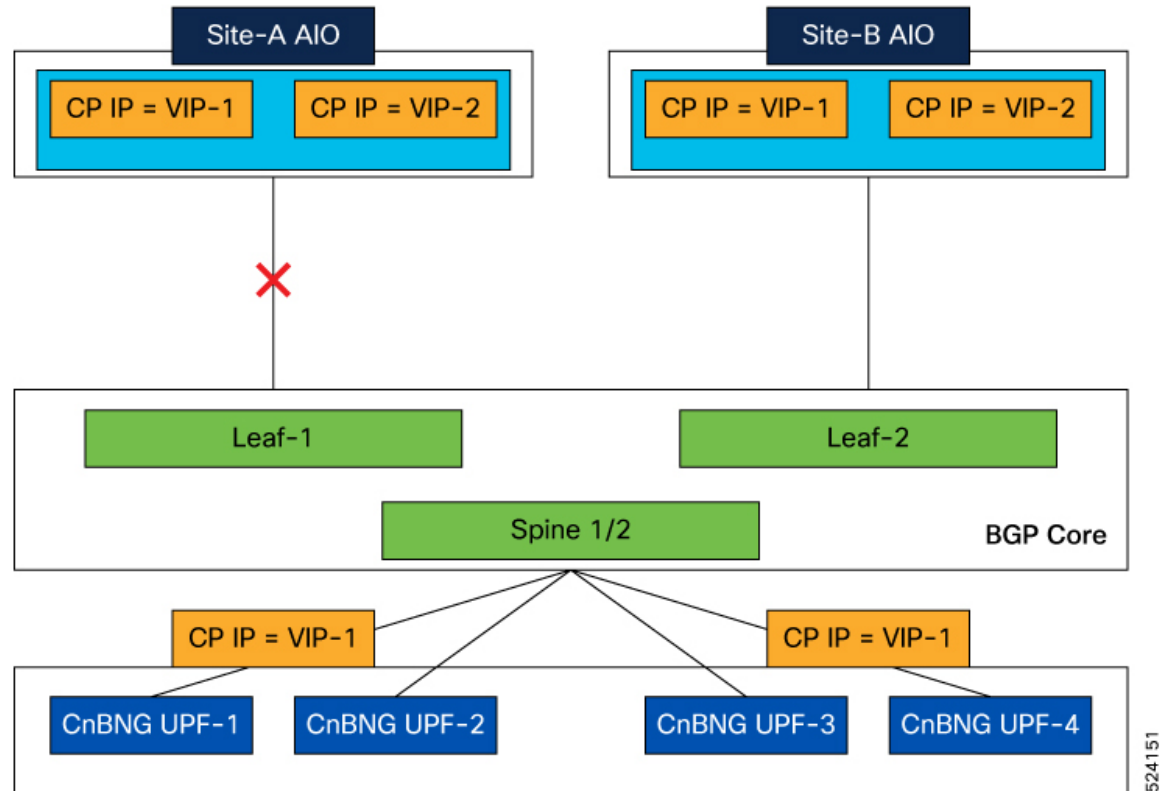 Site-A AIO
Site-B AIO
CP IP = VIP-1
CP IP = VIP-2
CP IP = VIP-1
CP IP = VIP-2
Leaf-1
Leaf-2
Spine 1/2
BGP Core
CP IP = VIP-1
CP IP = VIP-1
CnBNG UPF-1
CnBNG UPF-2
CnBNG UPF-3
CnBNG UPF-4
524151